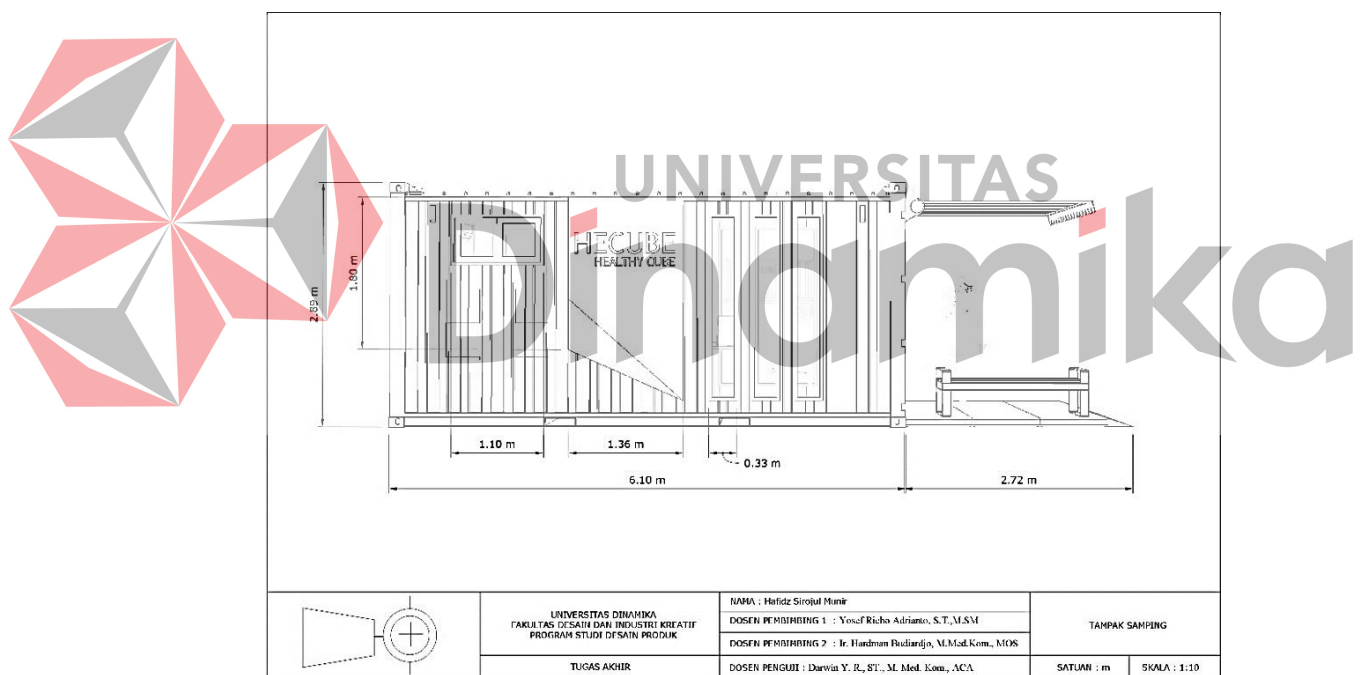 UNIVERSITAS
Dinamika
HECUBE
HEALTHY CUBE
2.89 m
1.80 m
1.10 m
1.36 m
0.33 m
6.10 m
2.72 m
UNIVERSITAS DINAMIKA
FAKULTAS DESAIN DAN INDUSTRI KREATIF
PROGRAM STUDI DESAIN PRODUK
TUGAS AKHIR
NAMA : Hafidz Sirojul Munir
DOSEN PEMBIMBING 1 : Yosef Richo Adrianto, S.T.,M.SM
DOSEN PEMBIMBING 2 : Ir. Hardman Budiardjo, M.Med.Kom., MOS
DOSEN PENGUJI : Darwin Y. R., ST., M. Med. Kom., ACA
TAMPAK SAMPING
SATUAN : m
SKALA : 1:10